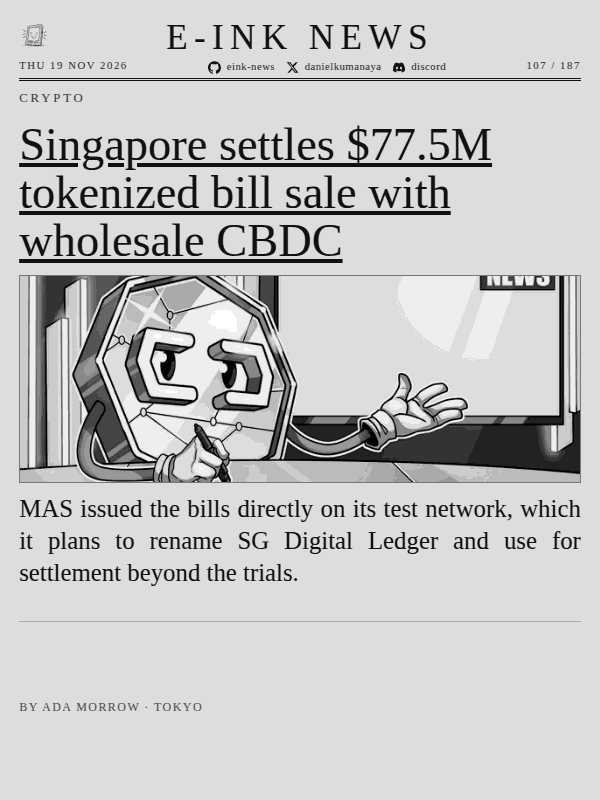 E-INK NEWS
THU 19 NOV 2026
eink-news
danielkumanaya
discord
107 / 187
CRYPTO
Singapore settles $77.5M
tokenized bill sale with
wholesale CBDC
NEWS
MAS issued the bills directly on its test network, which
it plans to rename SG Digital Ledger and use for
settlement beyond the trials.
BY ADA MORROW · TOKYO